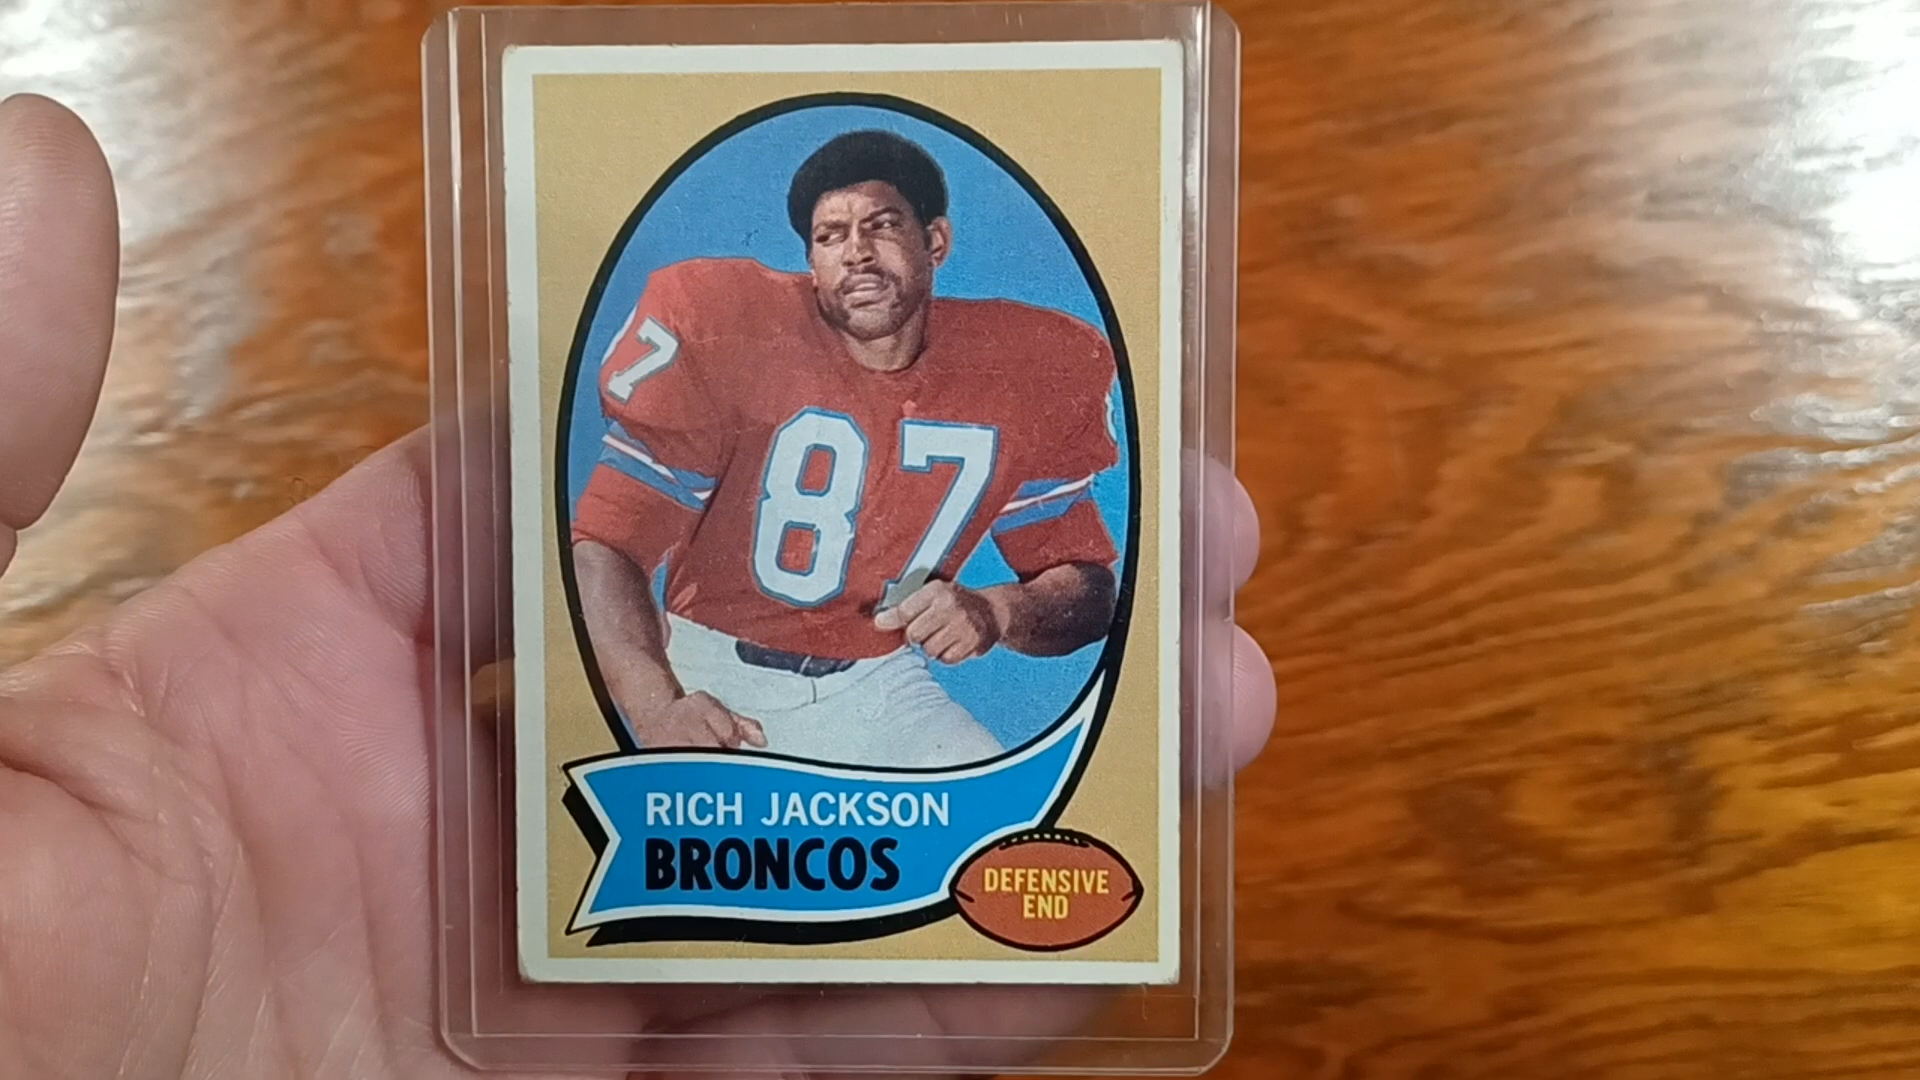 87
87
RICH JACKSON
BRONCOS
DEFENSIVE
END